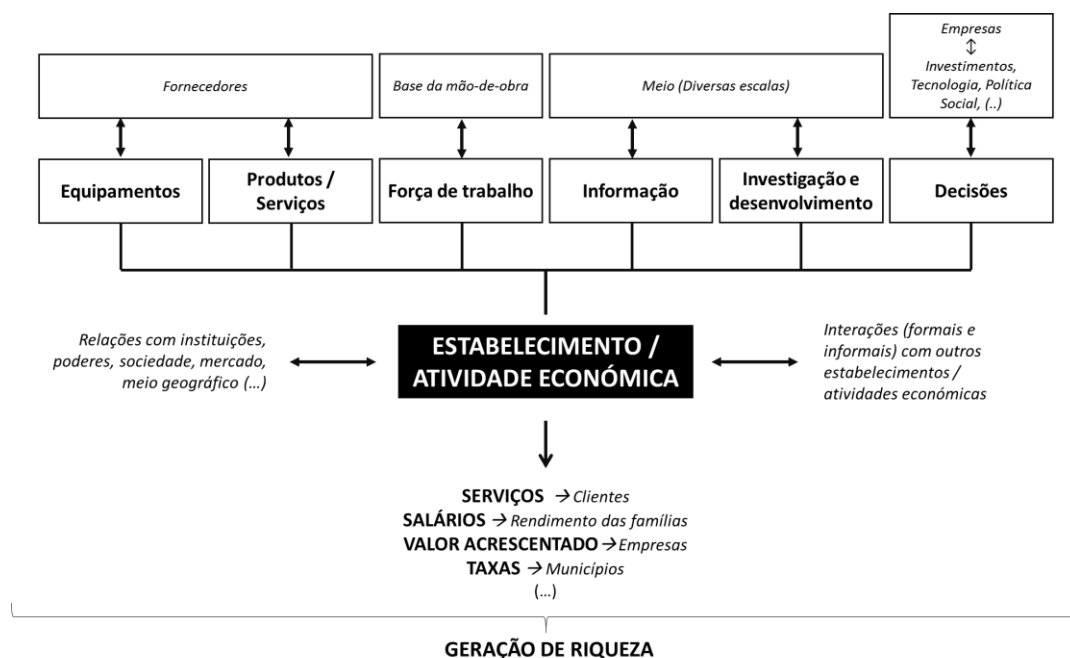 Empresas
↕
Investimentos,
Tecnologia, Política
Social, (..)
Fornecedores
Base da mão-de-obra
Meio (Diversas escalas)
Equipamentos
Produtos /
Serviços
Força de trabalho
Informação
Investigação e
desenvolvimento
Decisões
Relações com instituições,
poderes, sociedade, mercado,
meio geográfico (...)
ESTABELECIMENTO /
ATIVIDADE ECONÓMICA
Interações (formais e
informais) com outros
estabelecimentos /
atividades económicas
SERVIÇOS → Clientes
SALÁRIOS → Rendimento das famílias
VALOR ACRESCENTADO → Empresas
TAXAS → Municípios
(...)
GERAÇÃO DE RIQUEZA